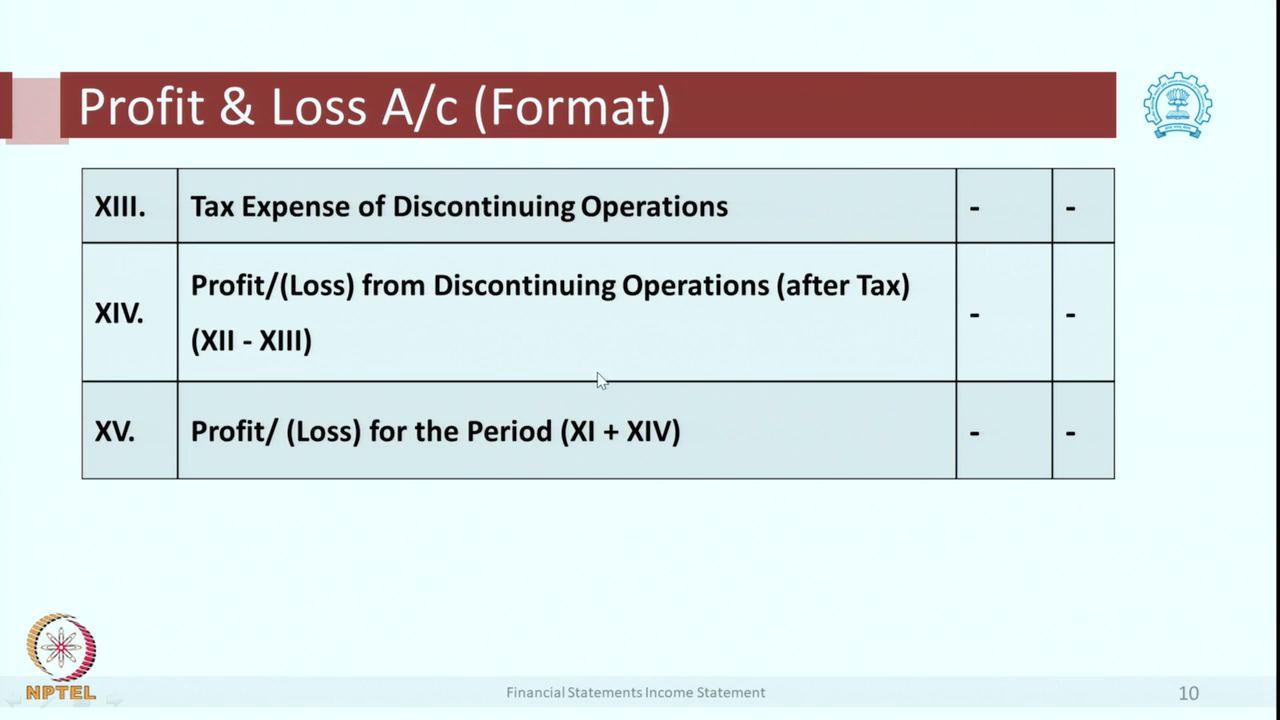 Profit & Loss A/c (Format)
XIII. Tax Expense of Discontinuing Operations - -
XIV. Profit/(Loss) from Discontinuing Operations (after Tax)
(XII - XIII) - -
XV. Profit/ (Loss) for the Period (XI + XIV) - -
NPTEL
Financial Statements Income Statement
10